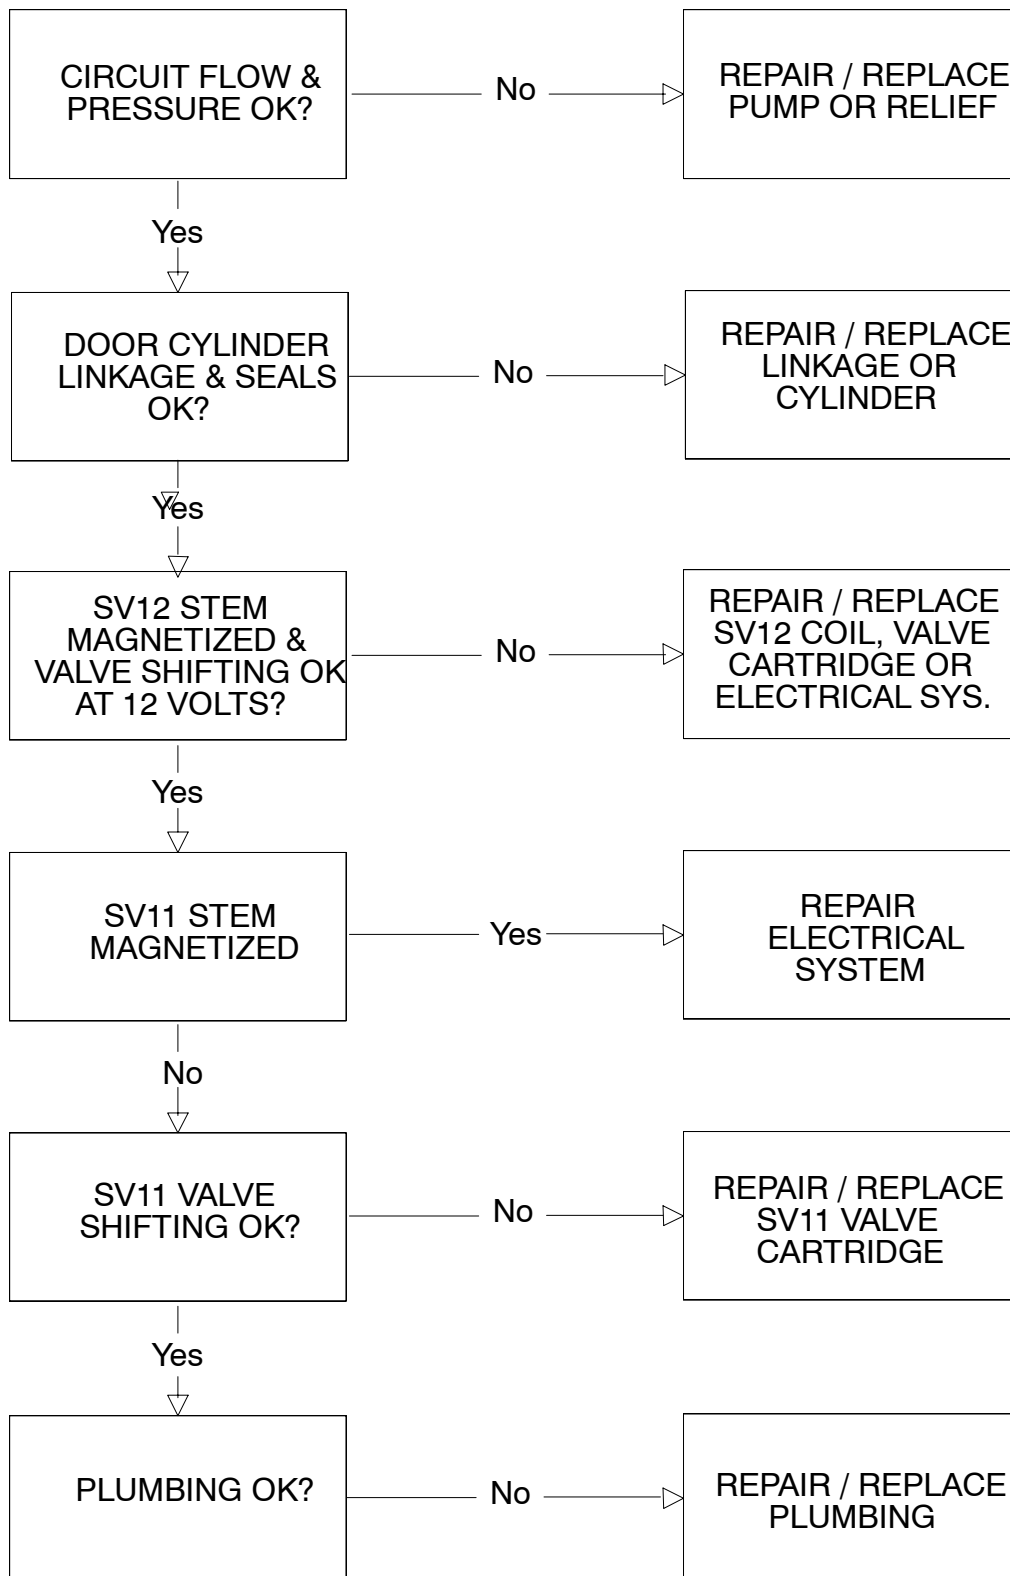 CIRCUIT FLOW &
PRESSURE OK?
No
REPAIR / REPLACE
PUMP OR RELIEF
Yes
DOOR CYLINDER
LINKAGE & SEALS
OK?
No
REPAIR / REPLACE
LINKAGE OR
CYLINDER
Yes
SV12 STEM
MAGNETIZED &
VALVE SHIFTING OK
AT 12 VOLTS?
No
REPAIR / REPLACE
SV12 COIL, VALVE
CARTRIDGE OR
ELECTRICAL SYS.
Yes
SV11 STEM
MAGNETIZED
Yes
REPAIR
ELECTRICAL
SYSTEM
No
SV11 VALVE
SHIFTING OK?
No
REPAIR / REPLACE
SV11 VALVE
CARTRIDGE
Yes
PLUMBING OK?
No
REPAIR / REPLACE
PLUMBING